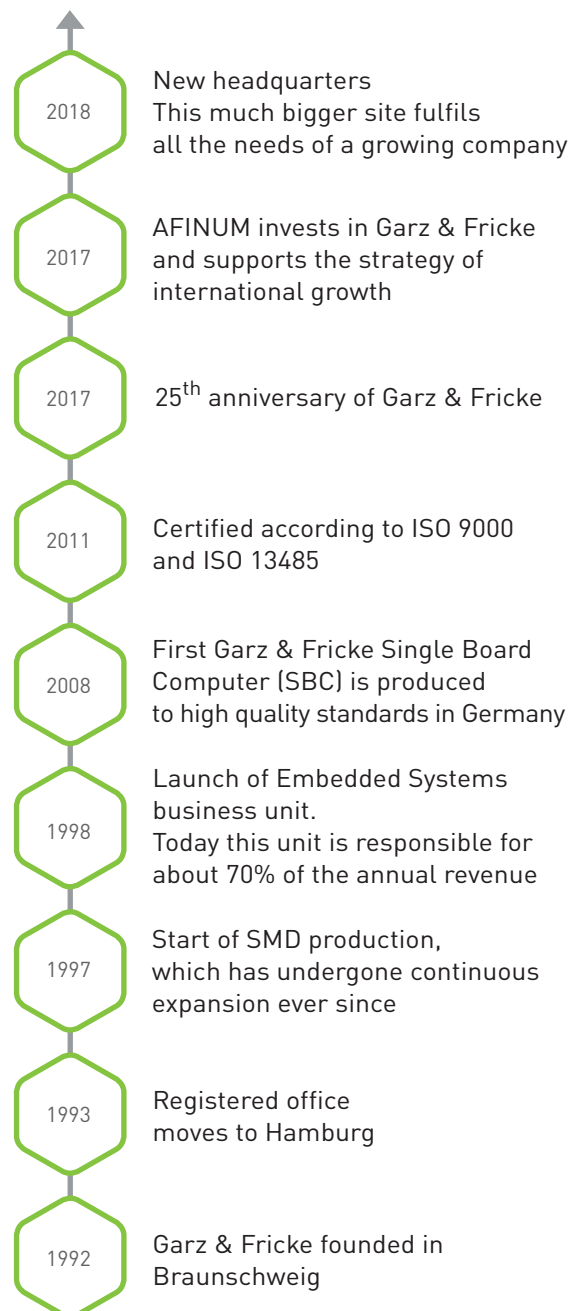 2018
New headquarters
This much bigger site fulfils
all the needs of a growing company
2017
AFINUM invests in Garz & Fricke
and supports the strategy of
international growth
2017
25th anniversary of Garz & Fricke
2011
Certified according to ISO 9000
and ISO 13485
2008
First Garz & Fricke Single Board
Computer (SBC) is produced
to high quality standards in Germany
1998
Launch of Embedded Systems
business unit.
Today this unit is responsible for
about 70% of the annual revenue
1997
Start of SMD production,
which has undergone continuous
expansion ever since
1993
Registered office
moves to Hamburg
1992
Garz & Fricke founded in
Braunschweig